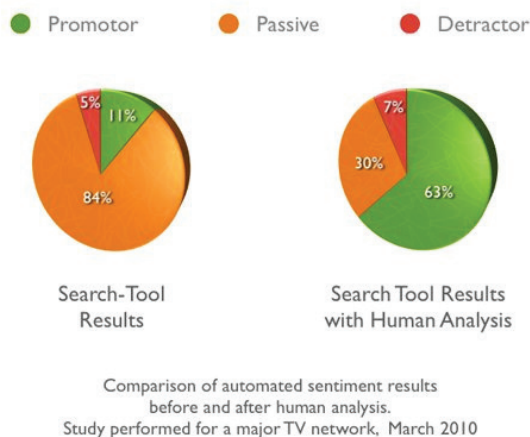 Promotor Passive Detractor
5% 11%
84%
7%
30%
63%
Search-Tool
Results
Search Tool Results
with Human Analysis
Comparison of automated sentiment results
before and after human analysis.
Study performed for a major TV network, March 2010